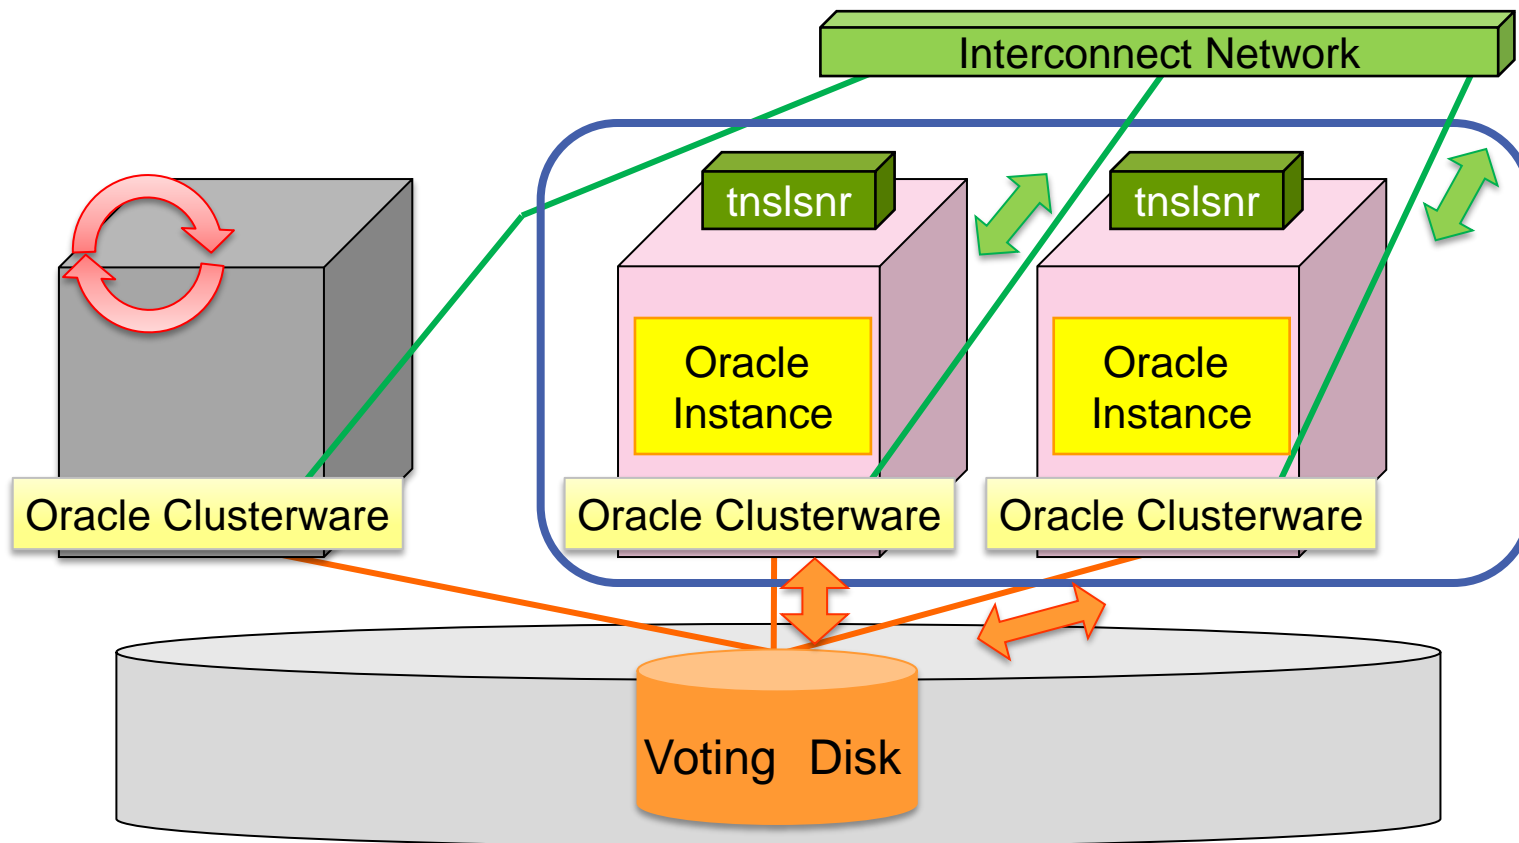 Interconnect Network
tnslsnr
tnslsnr
Oracle
Instance
Oracle
Instance
Oracle Clusterware
Oracle Clusterware
Oracle Clusterware
Voting Disk